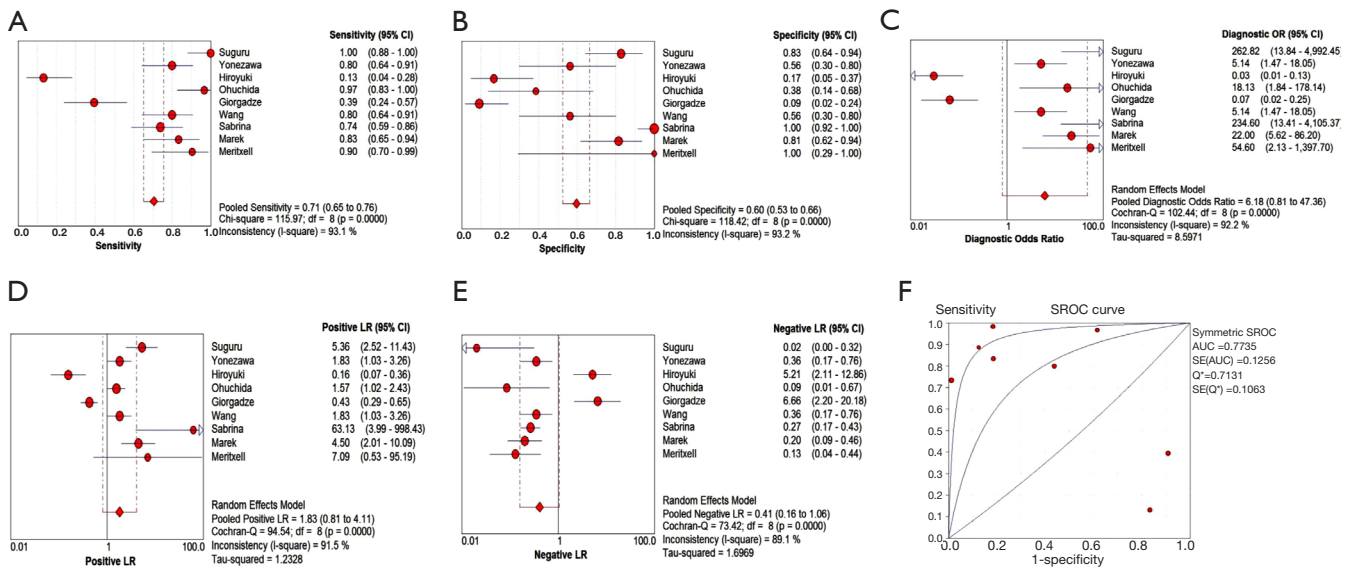 A
Sensitivity (95% CI)
Suguru 1.00 (0.88 - 1.00)
Yonezawa 0.80 (0.64 - 0.91)
Hiroyuki 0.13 (0.04 - 0.28)
Ohuchida 0.97 (0.83 - 1.00)
Giorgadze 0.39 (0.24 - 0.57)
Wang 0.80 (0.64 - 0.91)
Sabrina 0.74 (0.59 - 0.86)
Marek 0.83 (0.65 - 0.94)
Meritxell 0.90 (0.70 - 0.99)
Pooled Sensitivity = 0.71 (0.65 to 0.76)
Chi-square = 115.97; df = 8 (p = 0.0000)
Inconsistency (I-square) = 93.1 %
0.0 0.2 0.4 0.6 0.8 1.0
Sensitivity
B
Specificity (95% CI)
Suguru 0.83 (0.64 - 0.94)
Yonezawa 0.56 (0.30 - 0.80)
Hiroyuki 0.17 (0.05 - 0.37)
Ohuchida 0.38 (0.14 - 0.68)
Giorgadze 0.09 (0.02 - 0.24)
Wang 0.56 (0.30 - 0.80)
Sabrina 1.00 (0.92 - 1.00)
Marek 0.81 (0.62 - 0.94)
Meritxell 1.00 (0.29 - 1.00)
Pooled Specificity = 0.60 (0.53 to 0.66)
Chi-square = 118.42; df = 8 (p = 0.0000)
Inconsistency (I-square) = 93.2 %
0.0 0.2 0.4 0.6 0.8 1.0
Specificity
C
Diagnostic OR (95% CI)
Suguru 262.82 (13.84 - 4,992.45)
Yonezawa 5.14 (1.47 - 18.05)
Hiroyuki 0.03 (0.01 - 0.13)
Ohuchida 18.13 (1.84 - 178.14)
Giorgadze 0.07 (0.02 - 0.25)
Wang 5.14 (1.47 - 18.05)
Sabrina 234.60 (13.41 - 4,105.37)
Marek 22.00 (5.62 - 86.20)
Meritxell 54.60 (2.13 - 1,397.70)
Random Effects Model
Pooled Diagnostic Odds Ratio = 6.18 (0.81 to 47.36)
Cochran-Q = 102.44; df = 8 (p = 0.0000)
Inconsistency (I-square) = 92.2 %
Tau-squared = 8.5971
0.01 1 100.0
Diagnostic Odds Ratio
D
Positive LR (95% CI)
Suguru 5.36 (2.52 - 11.43)
Yonezawa 1.83 (1.03 - 3.26)
Hiroyuki 0.16 (0.07 - 0.36)
Ohuchida 1.57 (1.02 - 2.43)
Giorgadze 0.43 (0.29 - 0.65)
Wang 1.83 (1.03 - 3.26)
Sabrina 63.13 (3.99 - 998.43)
Marek 4.50 (2.01 - 10.09)
Meritxell 7.09 (0.53 - 95.19)
Random Effects Model
Pooled Positive LR = 1.83 (0.81 to 4.11)
Cochran-Q = 94.54; df = 8 (p = 0.0000)
Inconsistency (I-square) = 91.5 %
Tau-squared = 1.2328
0.01 1 100.0
Positive LR
E
Negative LR (95% CI)
Suguru 0.02 (0.00 - 0.32)
Yonezawa 0.36 (0.17 - 0.76)
Hiroyuki 5.21 (2.11 - 12.86)
Ohuchida 0.09 (0.01 - 0.67)
Giorgadze 6.66 (2.20 - 20.18)
Wang 0.36 (0.17 - 0.76)
Sabrina 0.27 (0.17 - 0.43)
Marek 0.20 (0.09 - 0.46)
Meritxell 0.13 (0.04 - 0.44)
Random Effects Model
Pooled Negative LR = 0.41 (0.16 to 1.06)
Cochran-Q = 73.42; df = 8 (p = 0.0000)
Inconsistency (I-square) = 89.1 %
Tau-squared = 1.6969
0.01 1 100.0
Negative LR
F
Sensitivity SROC curve
1.0
0.9
0.8
0.7
0.6
0.5
0.4
0.3
0.2
0.1
0.0
Symmetric SROC
AUC =0.7735
SE(AUC) =0.1256
Q*=0.7131
SE(Q*) =0.1063
0.0 0.2 0.4 0.6 0.8 1.0
1-specificity